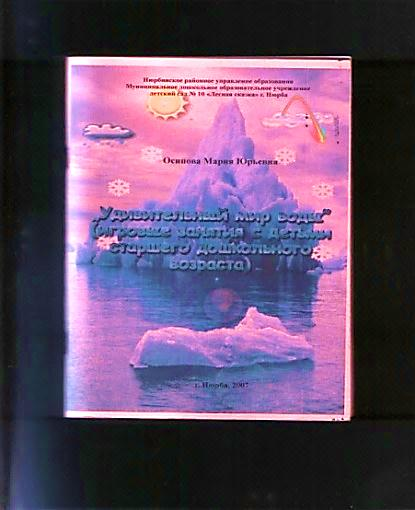 Нюрбинское районное управление образования
Муниципальное дошкольное образовательное учреждение
детский сад № 10 «Лесная сказка» г. Нюрба
Осипова Мария Юрьевна
„Удивительный мир воды"
(игровые занятия с детьми
старшего дошкольного
возраста)
г. Нюрба, 2007